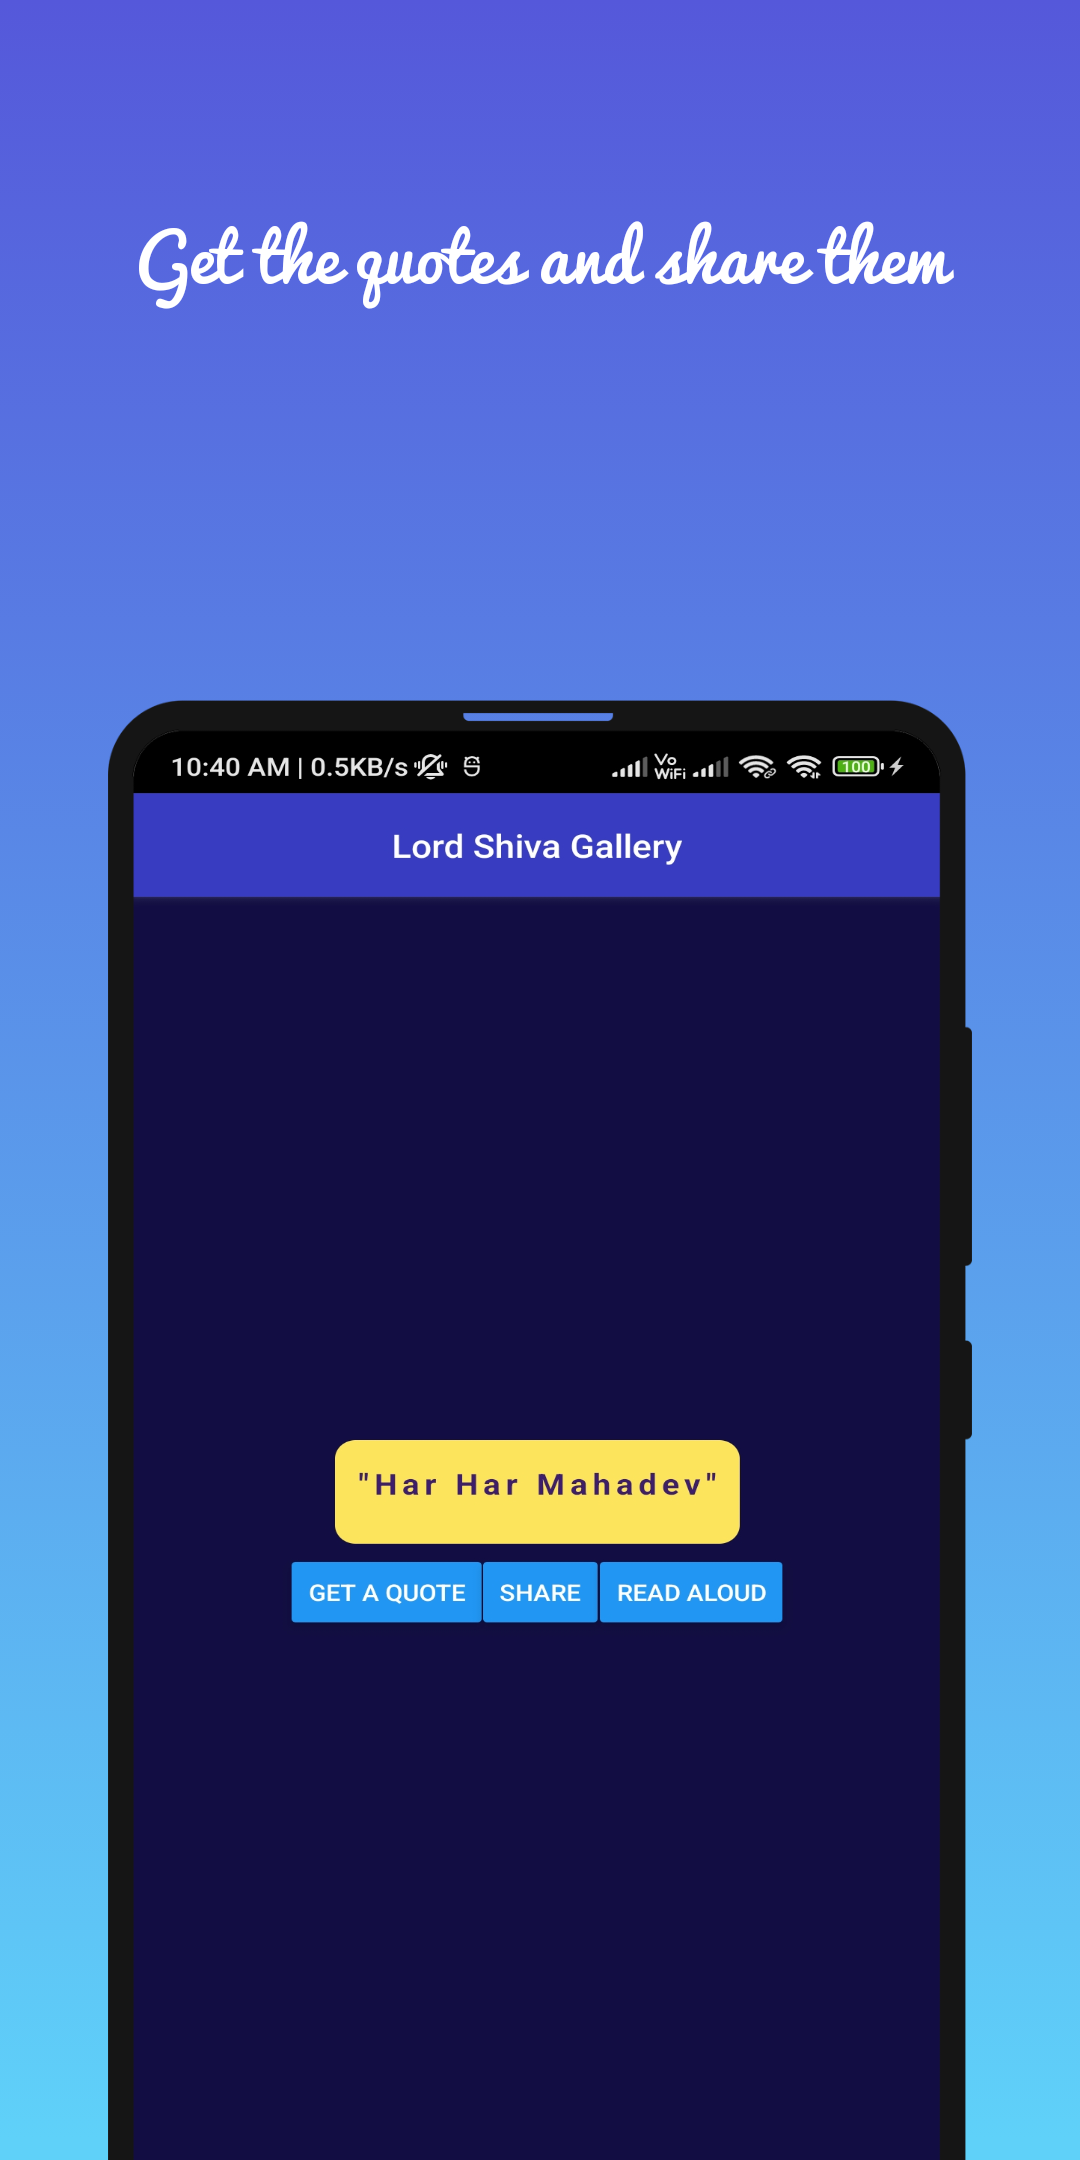 Get the quotes and share them
10:40 AM | 0.5KB/s Vo WiFi 100
Lord Shiva Gallery
"Har Har Mahadev"
GET A QUOTE SHARE READ ALOUD